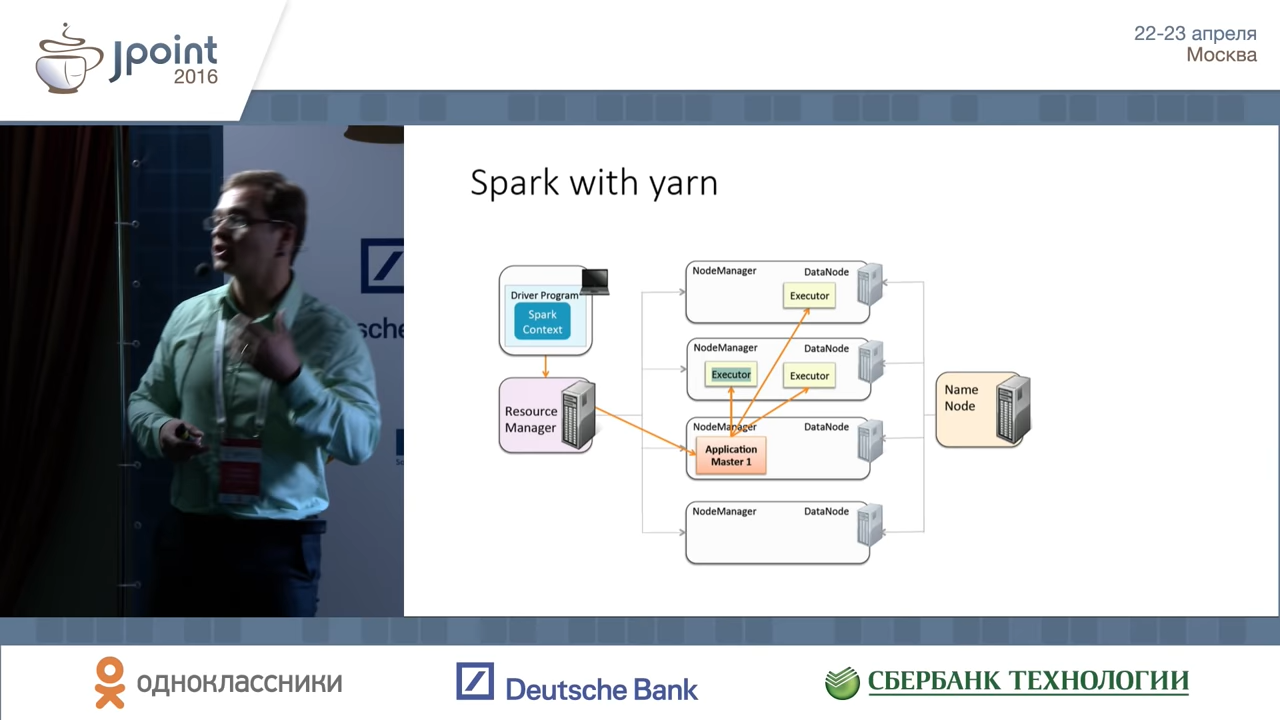 Jpoint
2016
22-23 апреля
Москва
sche
Spark with yarn
Driver Program
Spark
Context
Resource
Manager
NodeManager
DataNode
Executor
NodeManager
DataNode
Executor
Executor
NodeManager
DataNode
Application
Master 1
NodeManager
DataNode
Name
Node
одноклассники
Deutsche Bank
СБЕРБАНК ТЕХНОЛОГИИ